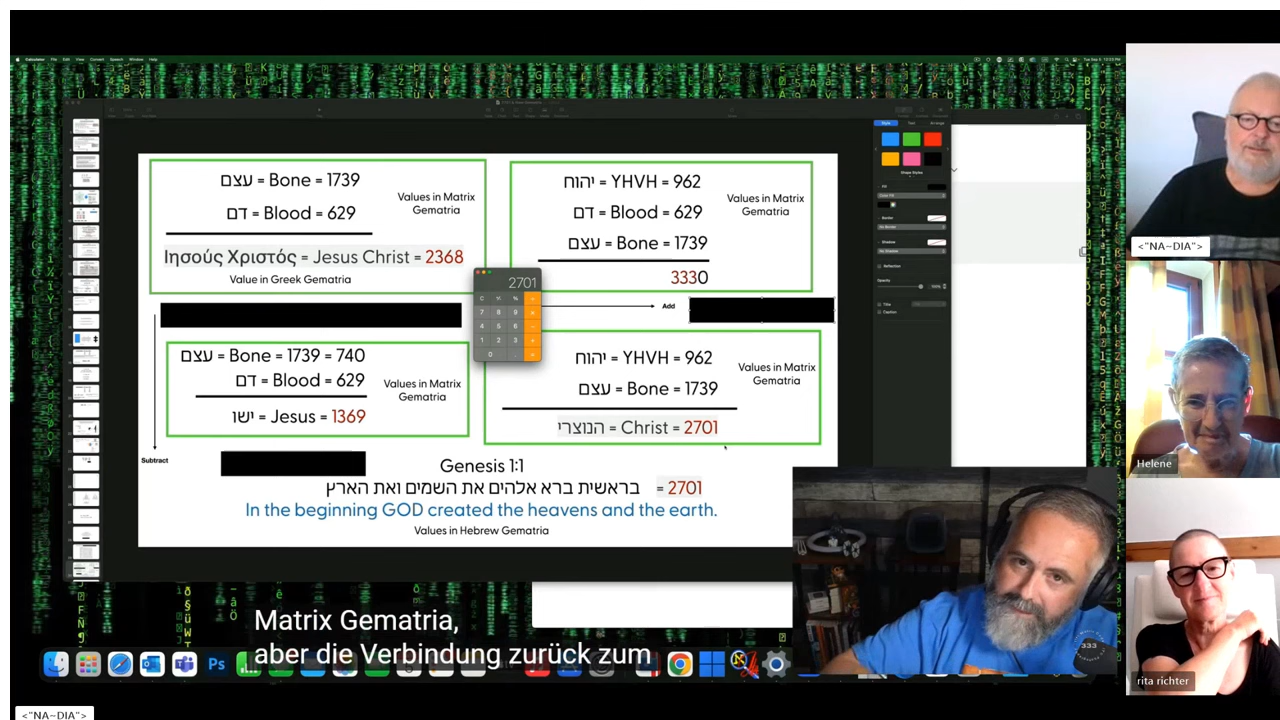 עצם = Bone = 1739
דם = Blood = 629
Values in Matrix
Gematria
Ιησούς Χριστός = Jesus Christ = 2368
Value in Greek Gematria
יהוח = YHVH = 962
דם = Blood = 629
עצם = Bone = 1739
3330
Values in Matrix
Gematria
2701
Add
עצם = Bone = 1739 = 740
דם = Blood = 629
ישו = Jesus = 1369
Values in Matrix
Gematria
יהוח = YHVH = 962
עצם = Bone = 1739
הנוצרי = Christ = 2701
Values in Matrix
Gematria
Subtract
Genesis 1:1
בראשית ברא אלהים את השמים ואת הארץ = 2701
In the beginning GOD created the heavens and the earth.
Values in Hebrew Gematria
Matrix Gematria,
aber die Verbindung zurück zum
<"NA~DIA">
Helene
rita richter
333
<"NA~DIA">